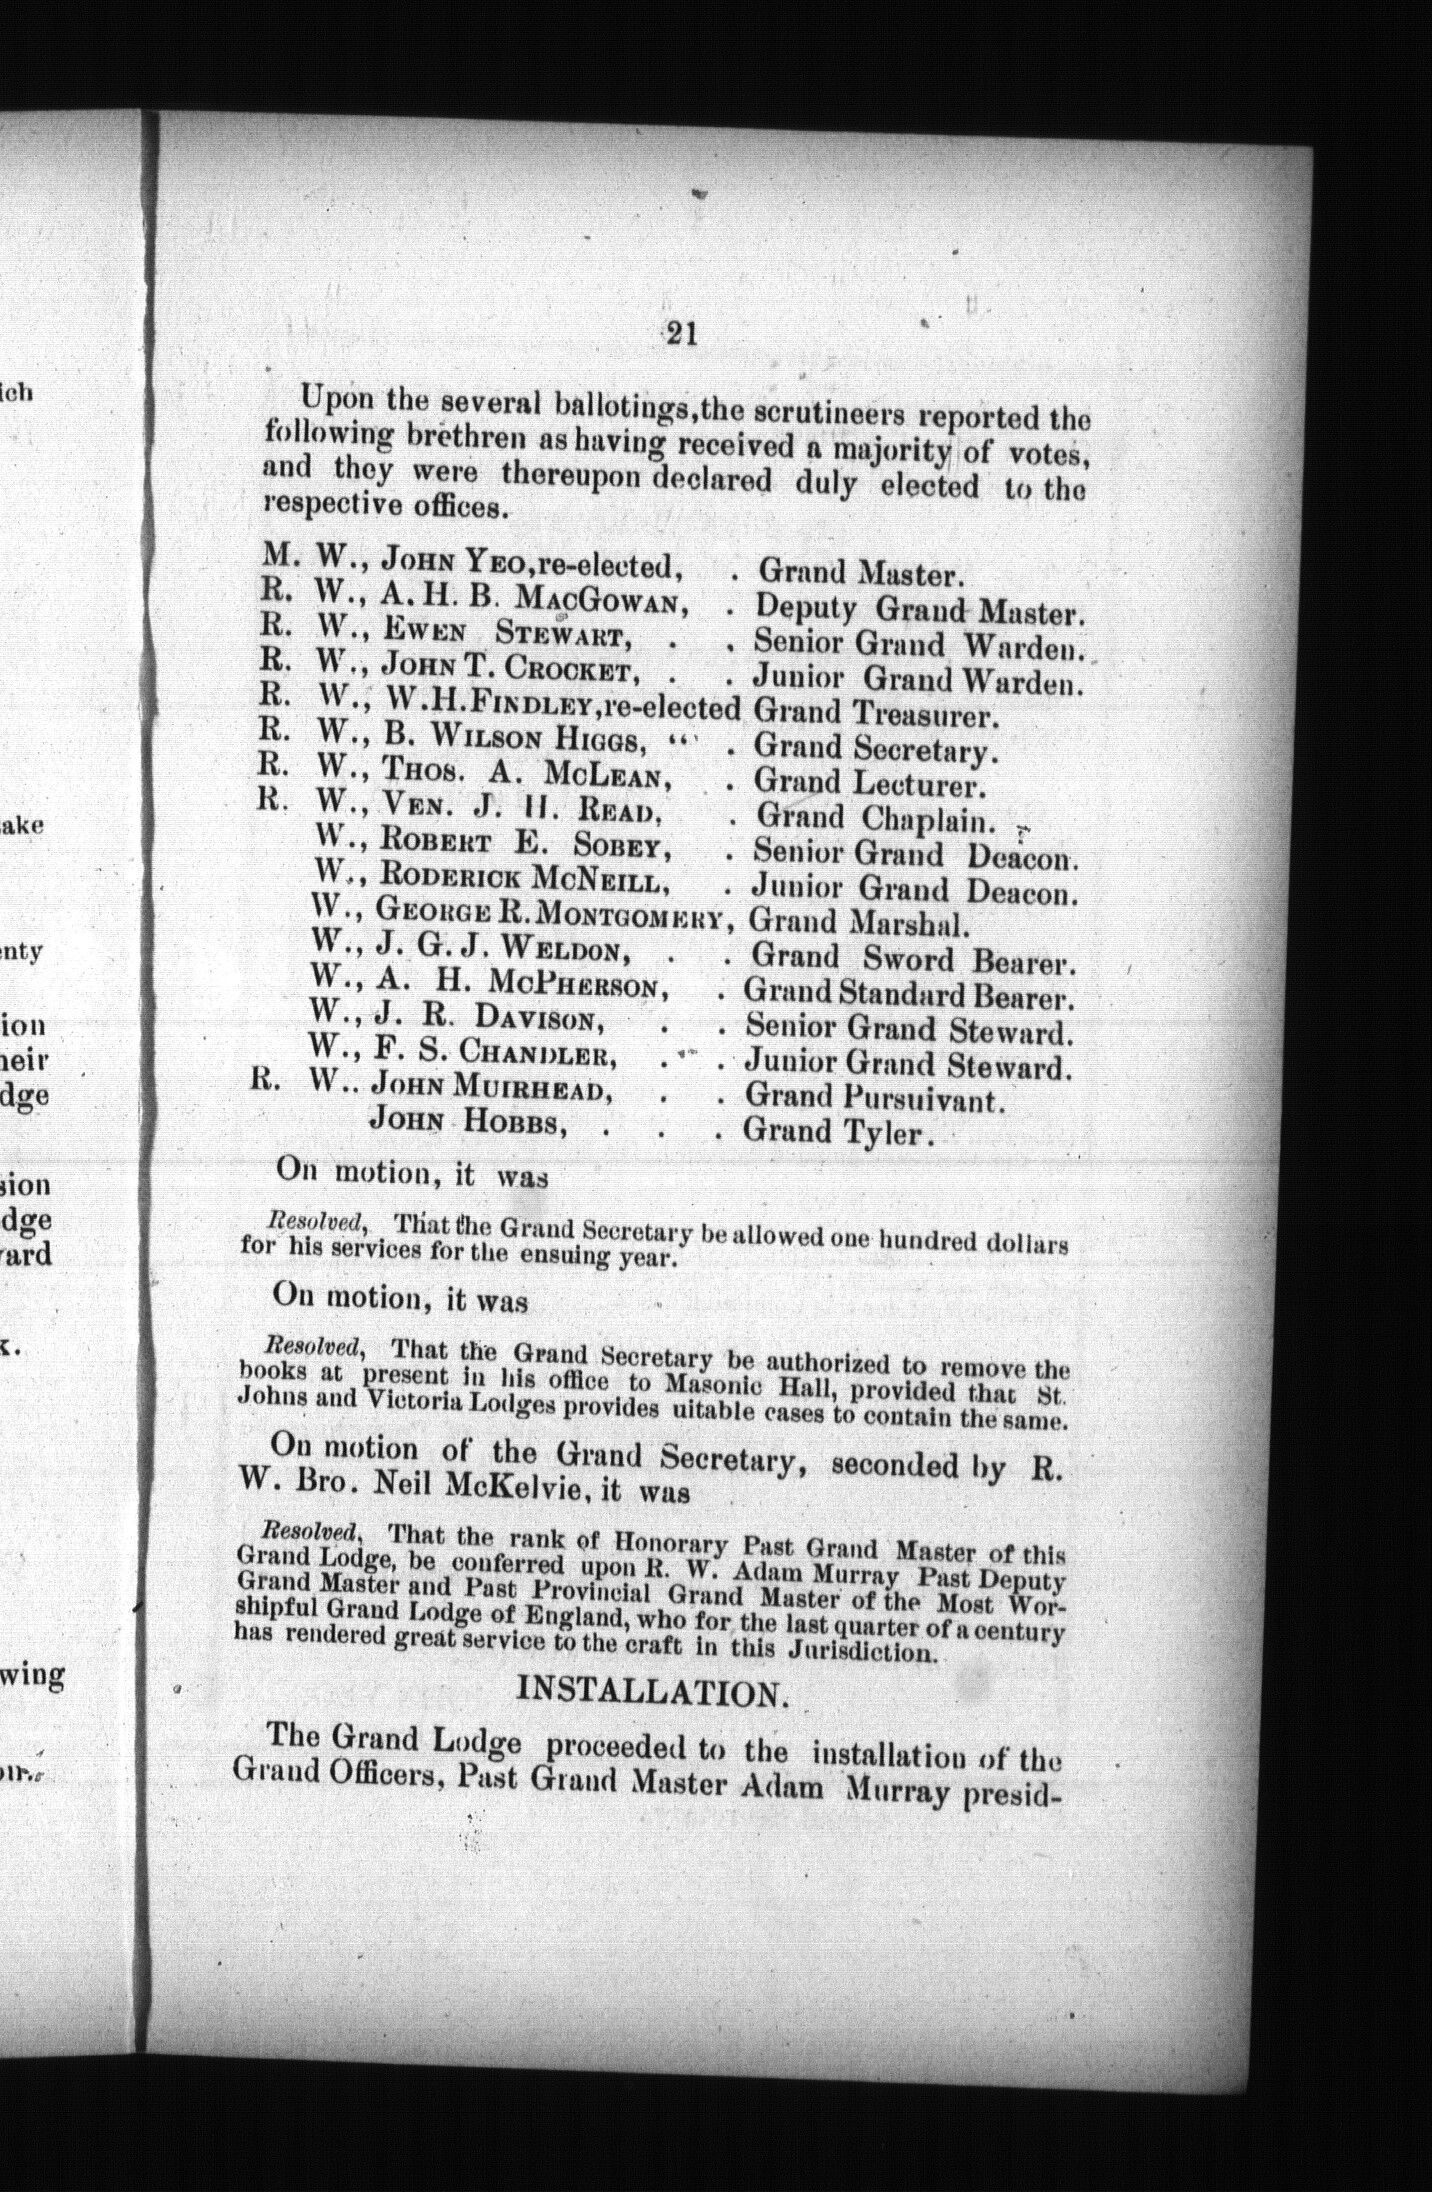 21
Upon the several ballotings, the scrutineers reported the
following brethren as having received a majority of votes,
and they were thereupon declared duly elected to the
respective offices.
M. W., JOHN YEO, re-elected, . Grand Master.
R. W., A. H. B. MACGOWAN, . Deputy Grand Master.
R. W., EWEN STEWART, . . Senior Grand Warden.
R. W., JOHN T. CROCKET, . . Junior Grand Warden.
R. W., W. H. FINDLEY, re-elected Grand Treasurer.
R. W., B. WILSON HIGGS, " . Grand Secretary.
R. W., THOS. A. MCLEAN, . Grand Lecturer.
R. W., VEN. J. H. READ, . Grand Chaplain.
W., ROBERT E. SOBEY, . Senior Grand Deacon.
W., RODERICK MCNEILL, . Junior Grand Deacon.
W., GEORGE R. MONTGOMERY, Grand Marshal.
W., J. G. J. WELDON, . . Grand Sword Bearer.
W., A. H. MCPHERSON, . Grand Standard Bearer.
W., J. R. DAVISON, . . Senior Grand Steward.
W., F. S. CHANDLER, . . Junior Grand Steward.
R. W.. JOHN MUIRHEAD, . . Grand Pursuivant.
JOHN HOBBS, . . . Grand Tyler.
On motion, it was
Resolved, That the Grand Secretary be allowed one hundred dollars
for his services for the ensuing year.
On motion, it was
Resolved, That the Grand Secretary be authorized to remove the
books at present in his office to Masonic Hall, provided that St.
Johns and Victoria Lodges provides uitable cases to contain the same.
On motion of the Grand Secretary, seconded by R.
W. Bro. Neil McKelvie, it was
Resolved, That the rank of Honorary Past Grand Master of this
Grand Lodge, be conferred upon R. W. Adam Murray Past Deputy
Grand Master and Past Provincial Grand Master of the Most Wor-
shipful Grand Lodge of England, who for the last quarter of a century
has rendered great service to the craft in this Jurisdiction.
INSTALLATION.
The Grand Lodge proceeded to the installation of the
Grand Officers, Past Grand Master Adam Murray presid-